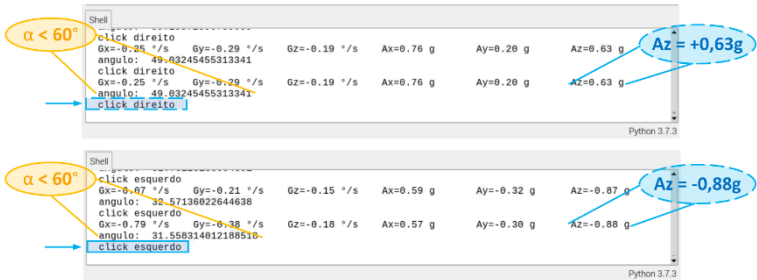 Shell
α < 60°
click direito
Gx=-0.25 °/s Gy=-0.29 °/s Gz=-0.19 °/s Ax=0.76 g Ay=0.20 g Az=0.63 g
Az = +0,63g
angulo: 49.03245455313341
click direito
Gx=-0.25 °/s Gy=-0.29 °/s Gz=-0.19 °/s Ax=0.76 g Ay=0.20 g Az=0.63 g
angulo: 49.03245455313341
click direito
Python 3.7.3
Shell
α < 60°
click esquerdo
Gx=-0.07 °/s Gy=-0.21 °/s Gz=-0.15 °/s Ax=0.59 g Ay=-0.32 g Az=-0.87 g
Az = -0,88g
angulo: 32.57136022644638
click esquerdo
Gx=-0.79 °/s Gy=-0.38 °/s Gz=-0.18 °/s Ax=0.57 g Ay=-0.30 g Az=-0.88 g
angulo: 31.558314012188518
click esquerdo
Python 3.7.3